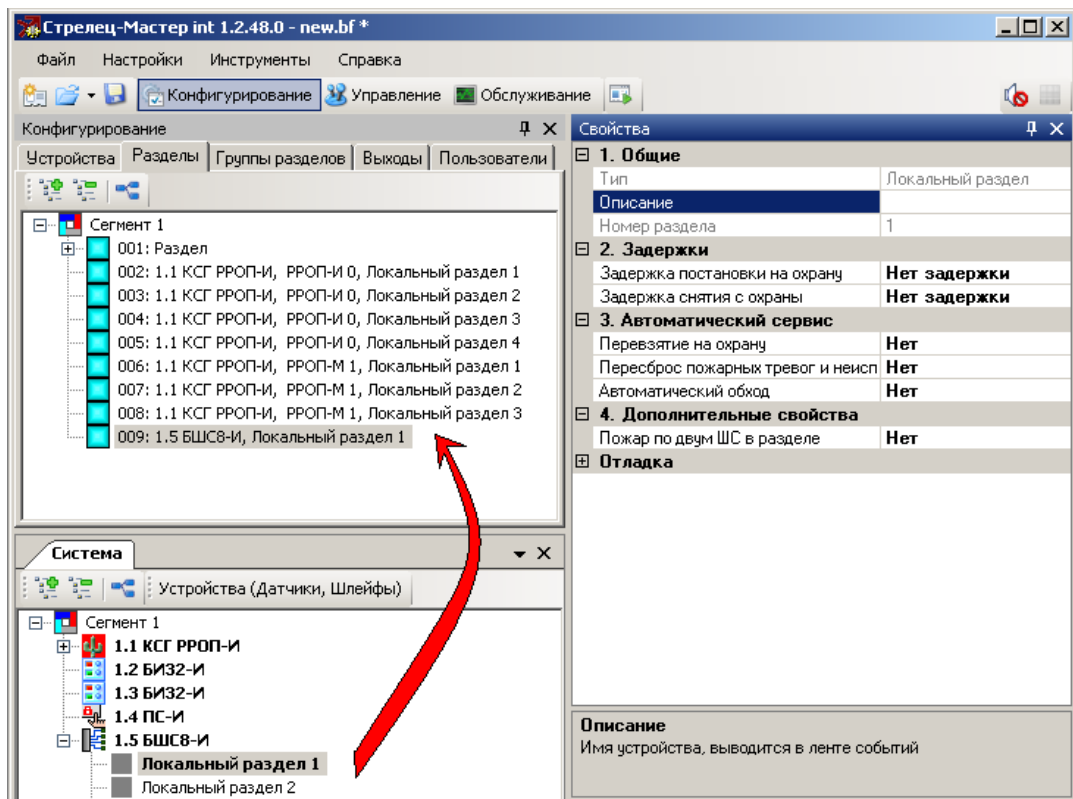 Стрелец-Мастер int 1.2.48.0 - new.bf *
Файл Настройки Инструменты Справка
Конфигурирование Управление Обслуживание
Конфигурирование
Устройства Разделы Группы разделов Выходы Пользователи
Сегмент 1
001: Раздел
002: 1.1 КСГ РРОП-И, РРОП-И 0, Локальный раздел 1
003: 1.1 КСГ РРОП-И, РРОП-И 0, Локальный раздел 2
004: 1.1 КСГ РРОП-И, РРОП-И 0, Локальный раздел 3
005: 1.1 КСГ РРОП-И, РРОП-И 0, Локальный раздел 4
006: 1.1 КСГ РРОП-И, РРОП-М 1, Локальный раздел 1
007: 1.1 КСГ РРОП-И, РРОП-М 1, Локальный раздел 2
008: 1.1 КСГ РРОП-И, РРОП-М 1, Локальный раздел 3
009: 1.5 БШС8-И, Локальный раздел 1
Система
Устройства (Датчики, Шлейфы)
Сегмент 1
1.1 КСГ РРОП-И
1.2 БИ32-И
1.3 БИ32-И
1.4 ПС-И
1.5 БШС8-И
Локальный раздел 1
Локальный раздел 2
Свойства
1. Общие
Тип Локальный раздел
Описание
Номер раздела 1
2. Задержки
Задержка постановки на охрану Нет задержки
Задержка снятия с охраны Нет задержки
3. Автоматический сервис
Перевзятие на охрану Нет
Пересброс пожарных тревог и неисп Нет
Автоматический обход Нет
4. Дополнительные свойства
Пожар по двум ШС в разделе Нет
Отладка
Описание
Имя устройства, выводится в ленте событий